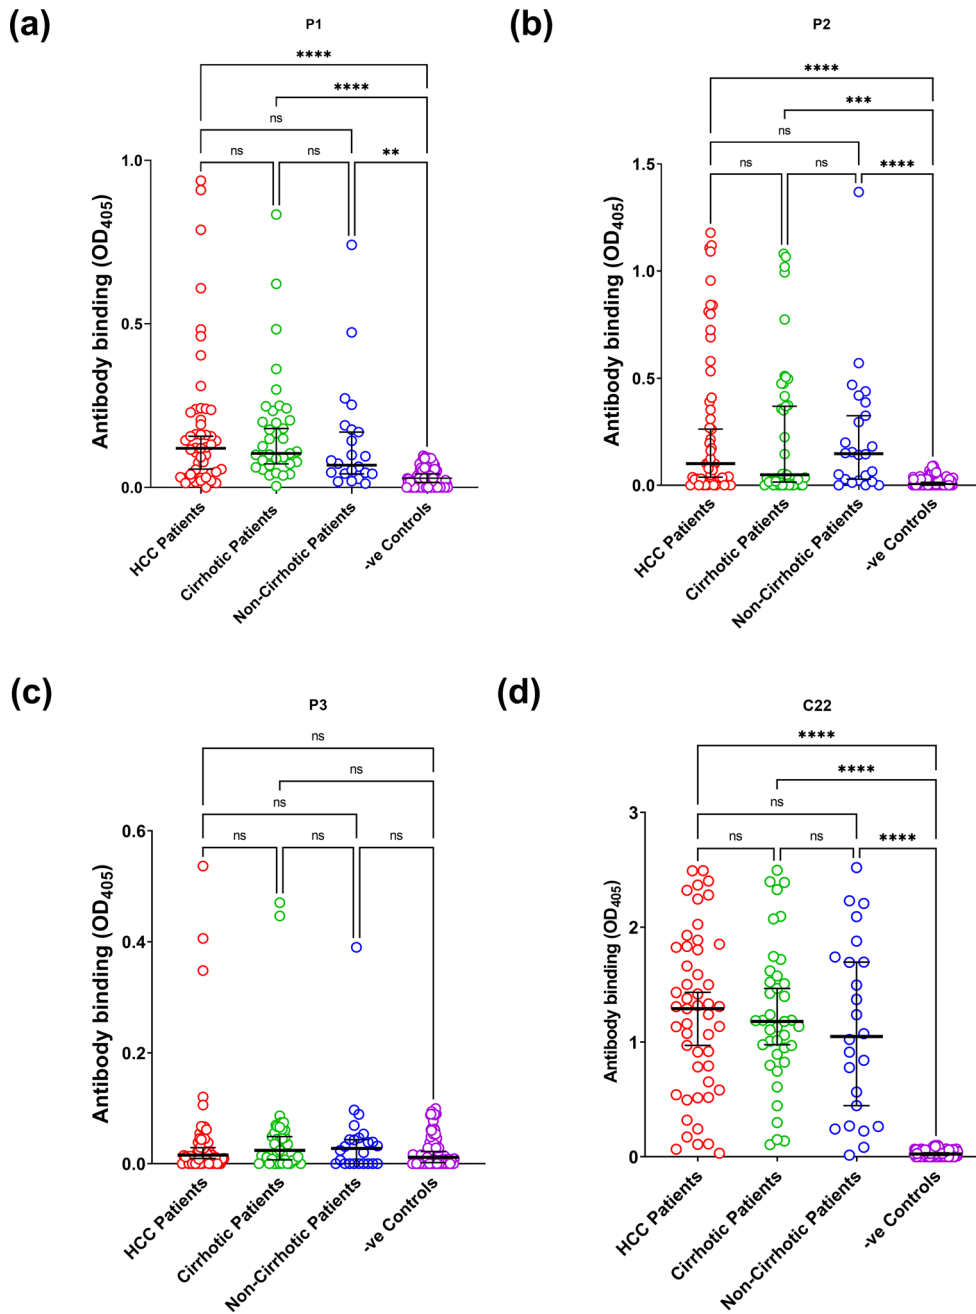 (a)
P1
****
****
ns
ns
ns
**
Antibody binding (OD405)
1.0
0.5
0.0
HCC Patients
Cirrhotic Patients
Non-Cirrhotic Patients
-ve Controls
(b)
P2
****
***
ns
ns
ns
****
Antibody binding (OD405)
1.5
1.0
0.5
0.0
HCC Patients
Cirrhotic Patients
Non-Cirrhotic Patients
-ve Controls
(c)
P3
ns
ns
ns
ns
ns
ns
Antibody binding (OD405)
0.6
0.4
0.2
0.0
HCC Patients
Cirrhotic Patients
Non-Cirrhotic Patients
-ve Controls
(d)
C22
****
****
ns
ns
ns
****
Antibody binding (OD405)
3
2
1
0
HCC Patients
Cirrhotic Patients
Non-Cirrhotic Patients
-ve Controls